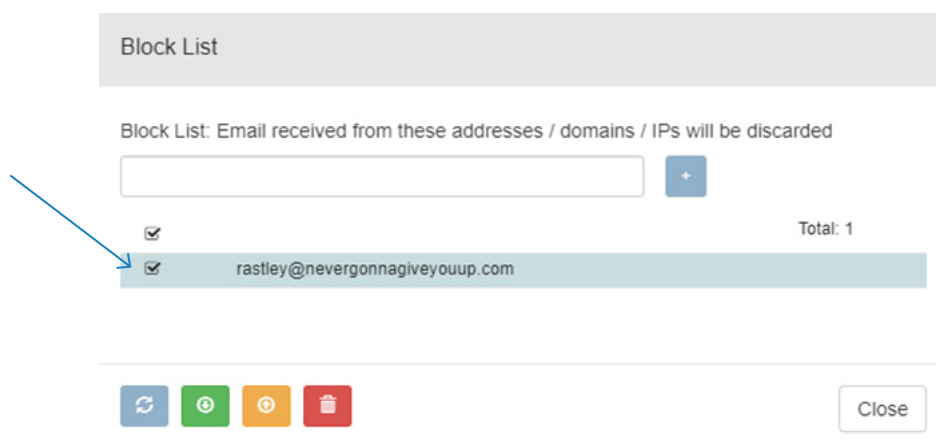 Block List
Block List: Email received from these addresses / domains / IPs will be discarded
+
Total: 1
rastley@nevergonnagiveyouup.com
Close